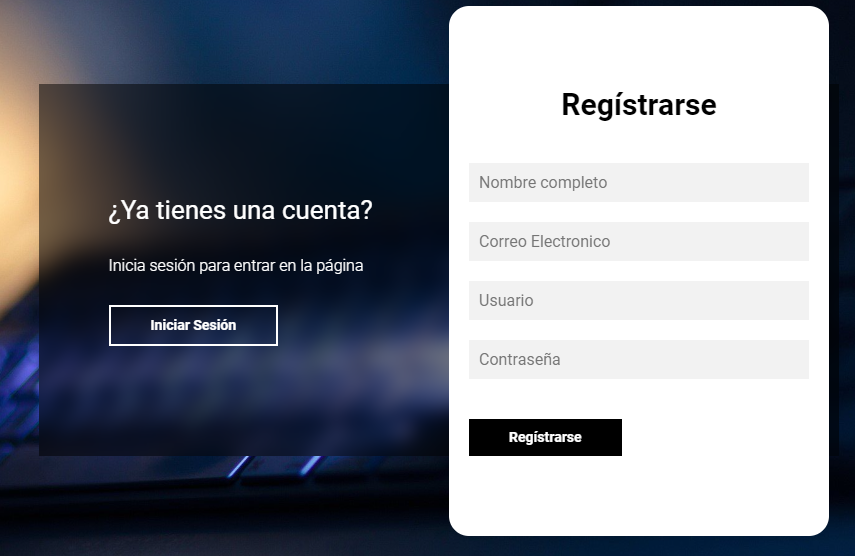 ¿Ya tienes una cuenta?
Inicia sesión para entrar en la página
Iniciar Sesión
Regístrarse
Nombre completo
Correo Electronico
Usuario
Contraseña
Regístrarse